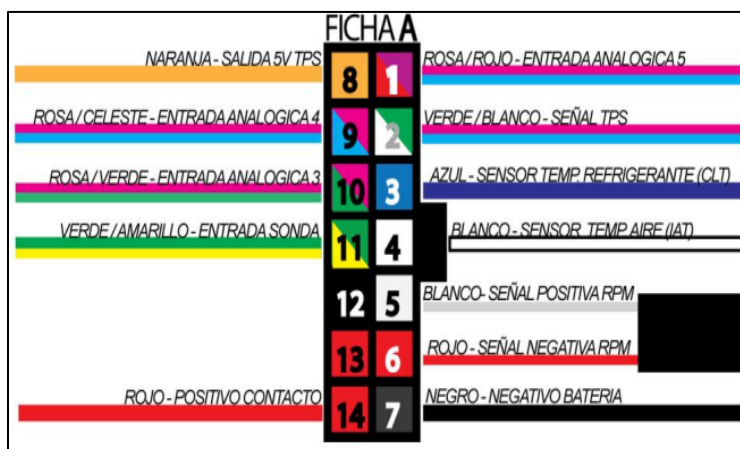 FICHA A
NARANJA - SALIDA 5V TPS
8
1
ROSA/ROJO - ENTRADA ANALOGICA 5
ROSA / CELESTE - ENTRADA ANALOGICA 4
9
2
VERDE / BLANCO - SEÑAL TPS
ROSA / VERDE - ENTRADA ANALOGICA 3
10
3
AZUL - SENSOR TEMP. REFRIGERANTE (CLT)
VERDE / AMARILLO - ENTRADA SONDA
11
4
BLANCO - SENSOR TEMP AIRE (IAT)
12
5
BLANCO- SEÑAL POSITIVA RPM
13
6
ROJO - SEÑAL NEGATIVA RPM
ROJO - POSITIVO CONTACTO
14
7
NEGRO - NEGATIVO BATERIA